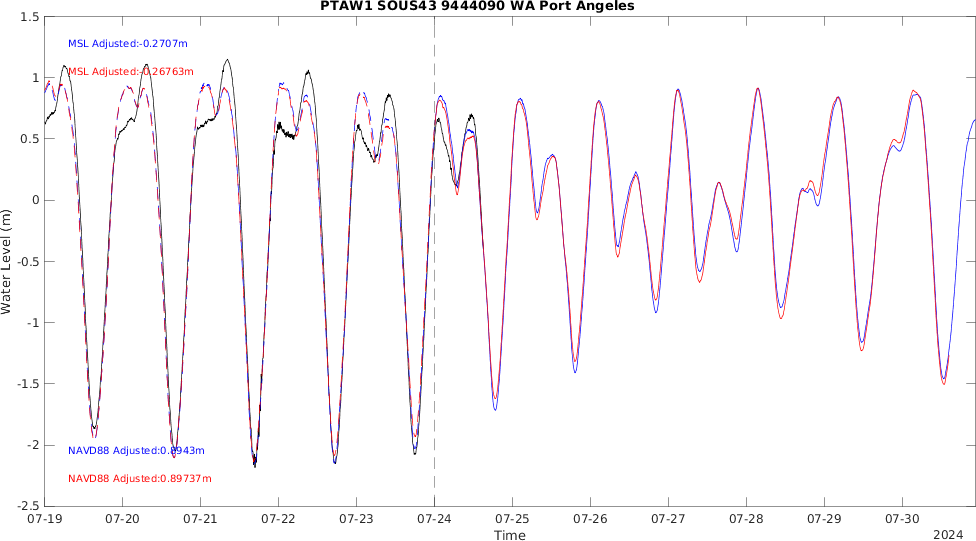 PTAW1 SOUS43 9444090 WA Port Angeles
1.5
MSL Adjusted:-0.2707m
MSL Adjusted:-0.26763m
1
0.5
0
-0.5
-1
-1.5
-2
NAVD88 Adjusted:0.8943m
NAVD88 Adjusted:0.89737m
-2.5
Water Level (m)
07-19 07-20 07-21 07-22 07-23 07-24 07-25 07-26 07-27 07-28 07-29 07-30
Time
2024